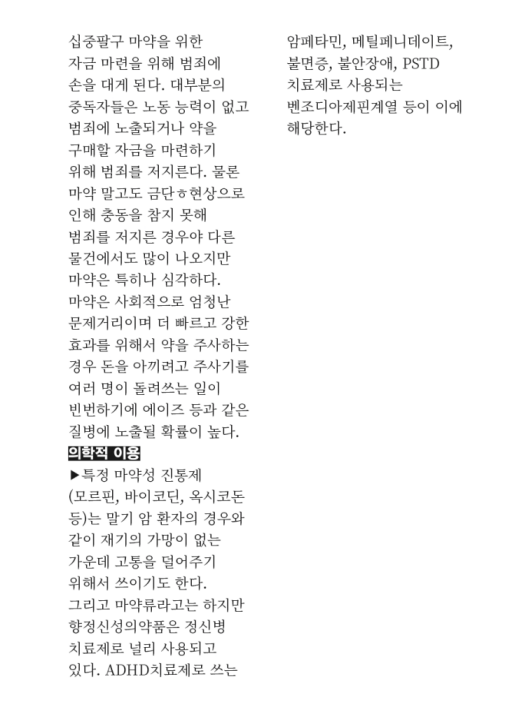 십중팔구 마약을 위한
자금 마련을 위해 범죄에
손을 대게 된다. 대부분의
중독자들은 노동 능력이 없고
범죄에 노출되거나 약을
구매할 자금을 마련하기
위해 범죄를 저지른다. 물론
마약 말고도 금단ㅎ현상으로
인해 충동을 참지 못해
범죄를 저지른 경우야 다른
물건에서도 많이 나오지만
마약은 특히나 심각하다.
마약은 사회적으로 엄청난
문제거리이며 더 빠르고 강한
효과를 위해서 약을 주사하는
경우 돈을 아끼려고 주사기를
여러 명이 돌려쓰는 일이
빈번하기에 에이즈 등과 같은
질병에 노출될 확률이 높다.
의학적 이용
▶특정 마약성 진통제
(모르핀, 바이코딘, 옥시코돈
등)는 말기 암 환자의 경우와
같이 재기의 가망이 없는
가운데 고통을 덜어주기
위해서 쓰이기도 한다.
그리고 마약류라고는 하지만
향정신성의약품은 정신병
치료제로 널리 사용되고
있다. ADHD치료제로 쓰는
암페타민, 메틸페니데이트,
불면증, 불안장애, PSTD
치료제로 사용되는
벤조디아제핀계열 등이 이에
해당한다.